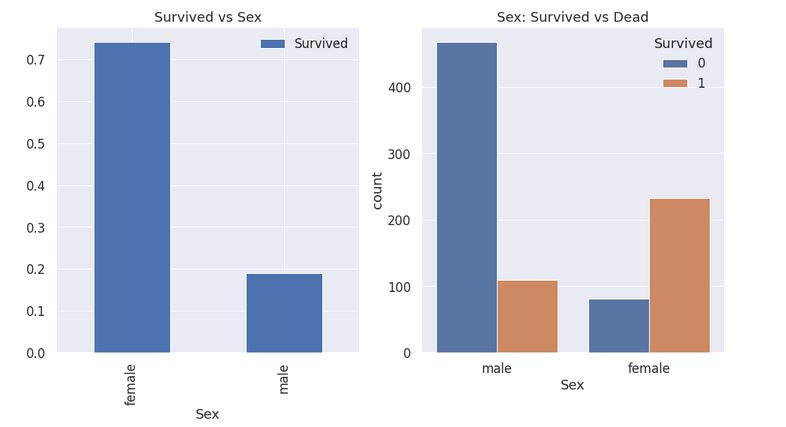 Survived vs Sex
Survived
0.7
0.6
0.5
0.4
0.3
0.2
0.1
0.0
female
male
Sex
Sex: Survived vs Dead
Survived
0
1
count
400
300
200
100
0
male
female
Sex